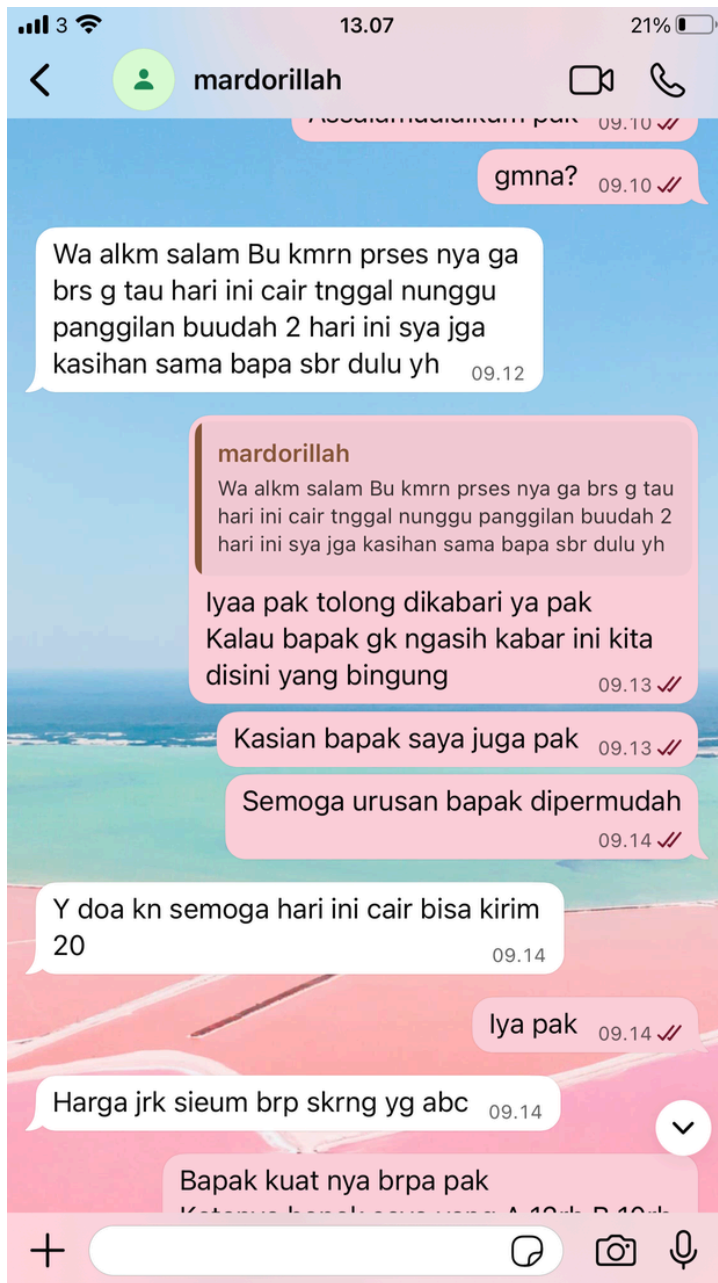 3
13.07
21%
mardorillah
Assalamualaikum pak 09.10
gmna? 09.10
Wa alkm salam Bu kmrn prses nya ga
brs g tau hari ini cair tnggal nunggu
panggilan buudah 2 hari ini sya jga
kasihan sama bapa sbr dulu yh 09.12
mardorillah
Wa alkm salam Bu kmrn prses nya ga brs g tau
hari ini cair tnggal nunggu panggilan buudah 2
hari ini sya jga kasihan sama bapa sbr dulu yh
Iyaa pak tolong dikabari ya pak
Kalau bapak gk ngasih kabar ini kita
disini yang bingung 09.13
Kasian bapak saya juga pak 09.13
Semoga urusan bapak dipermudah
09.14
Y doa kn semoga hari ini cair bisa kirim
20 09.14
Iya pak 09.14
Harga jrk sieum brp skrng yg abc 09.14
Bapak kuat nya brpa pak